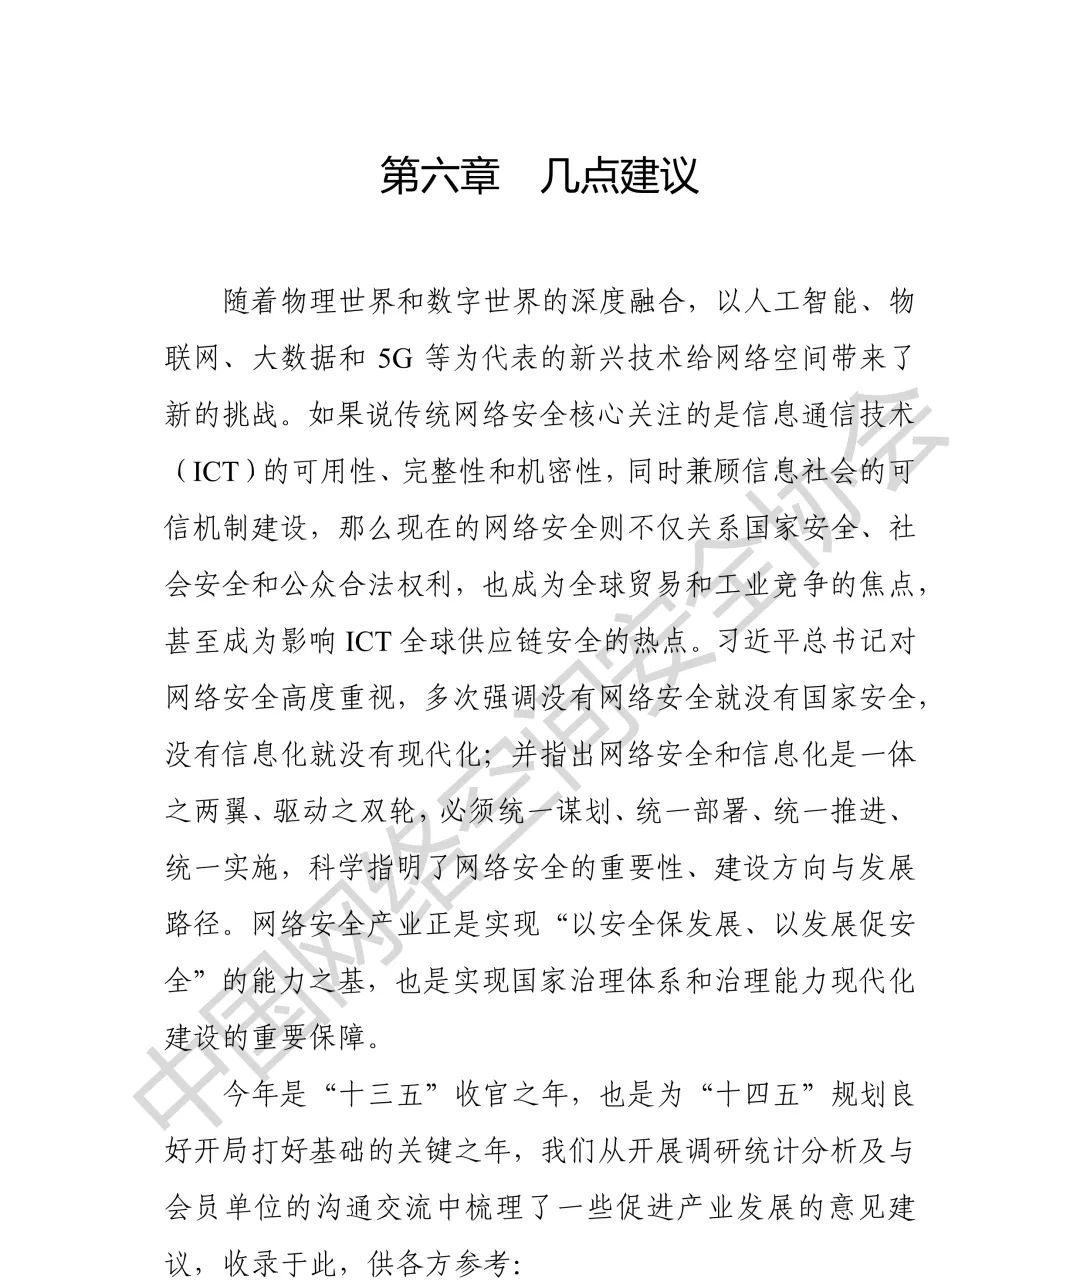 第六章　几点建议
随着物理世界和数字世界的深度融合，以人工智能、物
联网、大数据和 5G 等为代表的新兴技术给网络空间带来了
新的挑战。如果说传统网络安全核心关注的是信息通信技术
（ICT）的可用性、完整性和机密性，同时兼顾信息社会的可
信机制建设，那么现在的网络安全则不仅关系国家安全、社
会安全和公众合法权利，也成为全球贸易和工业竞争的焦点，
甚至成为影响 ICT 全球供应链安全的热点。习近平总书记对
网络安全高度重视，多次强调没有网络安全就没有国家安全，
没有信息化就没有现代化；并指出网络安全和信息化是一体
之两翼、驱动之双轮，必须统一谋划、统一部署、统一推进、
统一实施，科学指明了网络安全的重要性、建设方向与发展
路径。网络安全产业正是实现“以安全保发展、以发展促安
全”的能力之基，也是实现国家治理体系和治理能力现代化
建设的重要保障。
今年是“十三五”收官之年，也是为“十四五”规划良
好开局打好基础的关键之年，我们从开展调研统计分析及与
会员单位的沟通交流中梳理了一些促进产业发展的意见建
议，收录于此，供各方参考：
中国网络空间安全协会